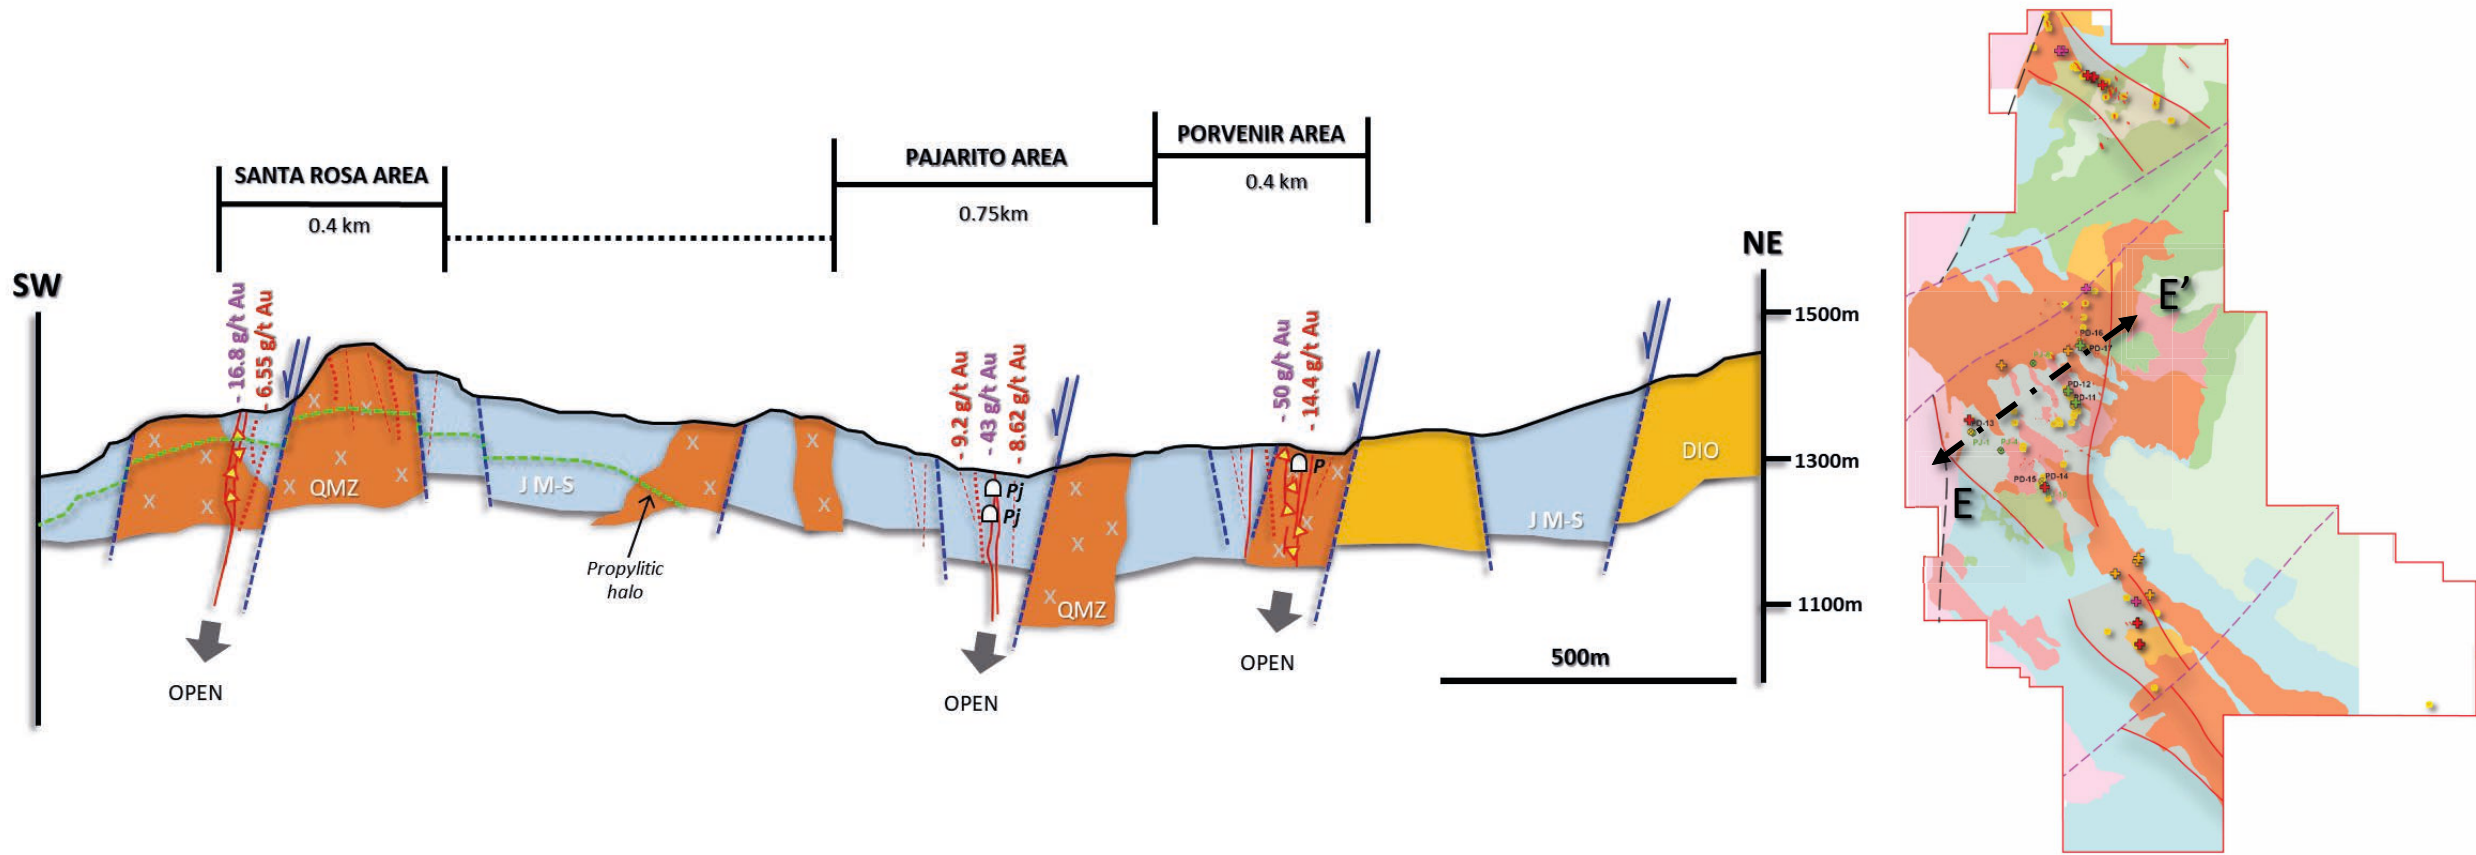 SANTA ROSA AREA
0.4 km
PAJARITO AREA
0.75km
PORVENIR AREA
0.4 km
SW
NE
- 16.8 g/t Au
- 6.55 g/t Au
- 9.2 g/t Au
43 g/t Au
- 8.62 g/t Au
- 50 g/t Au
- 14.4 g/t Au
1500m
1300m
1100m
QMZ
J M-S
Pj
Pj
P
QMZ
J M-S
DIO
Propylitic
halo
OPEN
OPEN
OPEN
500m
E'
PD-16
PD-17
PD-12
PD-11
PD-13
PJ-1
PD-15
PD-14
E